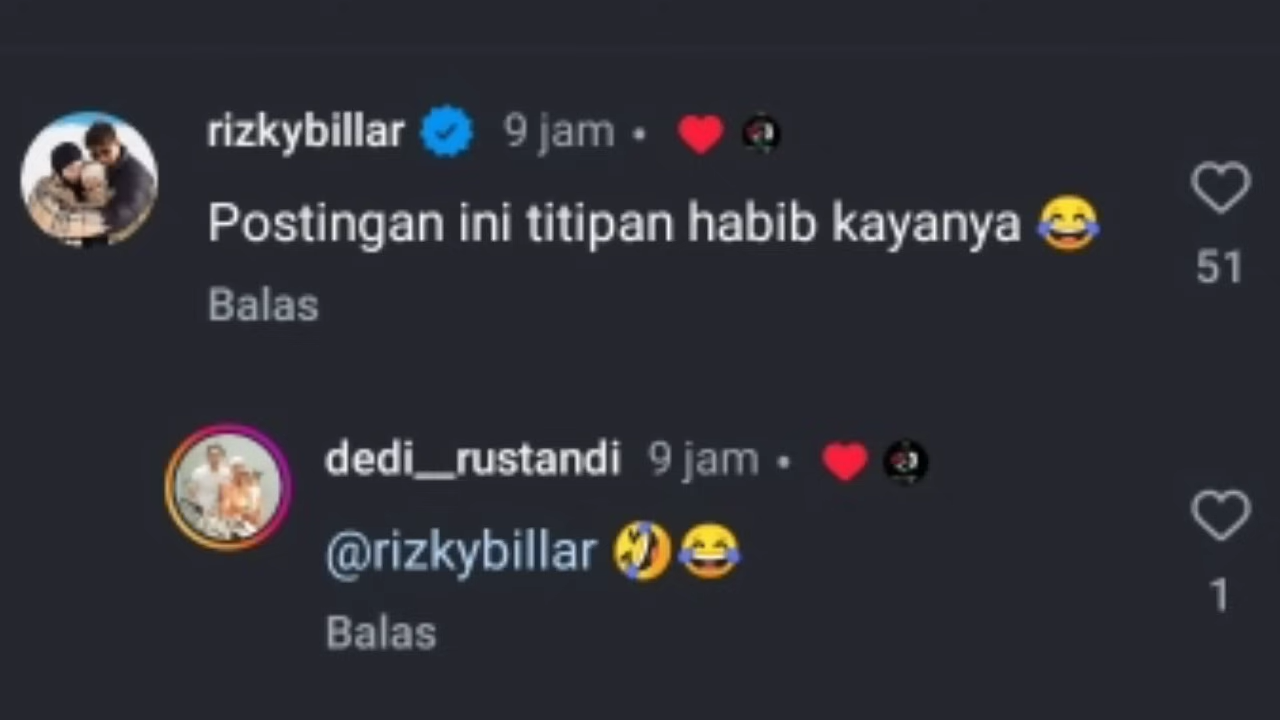 rizkybillar 9 jam •
Postingan ini titipan habib kayanya 😂
51
Balas
dedi__rustandi 9 jam •
@rizkybillar 🤣😂
1
Balas